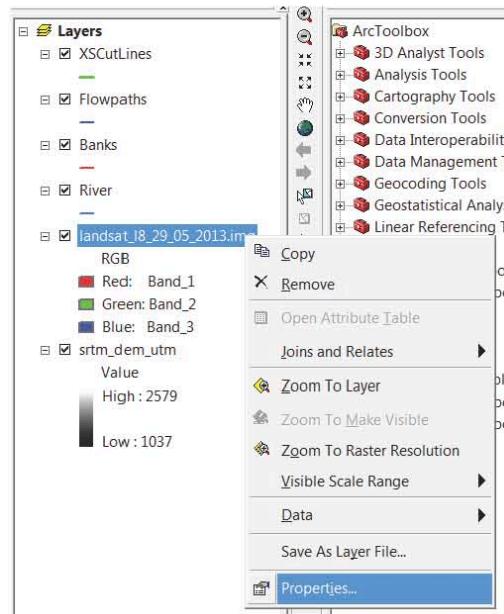 Layers
XSCutLines
Flowpaths
Banks
River
landsat_l8_29_05_2013.img
RGB
Red: Band_1
Green: Band_2
Blue: Band_3
srtm_dem_utm
Value
High : 2579
Low : 1037
ArcToolbox
3D Analyst Tools
Analysis Tools
Cartography Tools
Conversion Tools
Data Interoperabilit
Data Management T
Geocoding Tools
Geostatistical Analys
Linear Referencing T
Copy
Remove
Open Attribute Table
Joins and Relates
Zoom To Layer
Zoom To Make Visible
Zoom To Raster Resolution
Visible Scale Range
Data
Save As Layer File...
Properties...